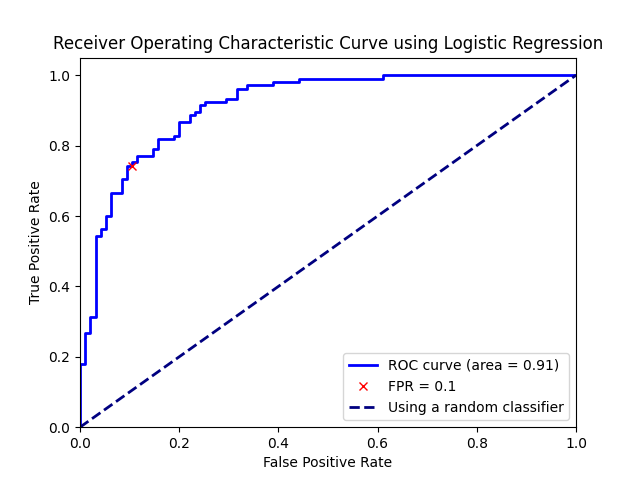 Receiver Operating Characteristic Curve using Logistic Regression
1.0
0.8
0.6
0.4
0.2
0.0
True Positive Rate
ROC curve (area = 0.91)
FPR = 0.1
Using a random classifier
0.0 0.2 0.4 0.6 0.8 1.0
False Positive Rate